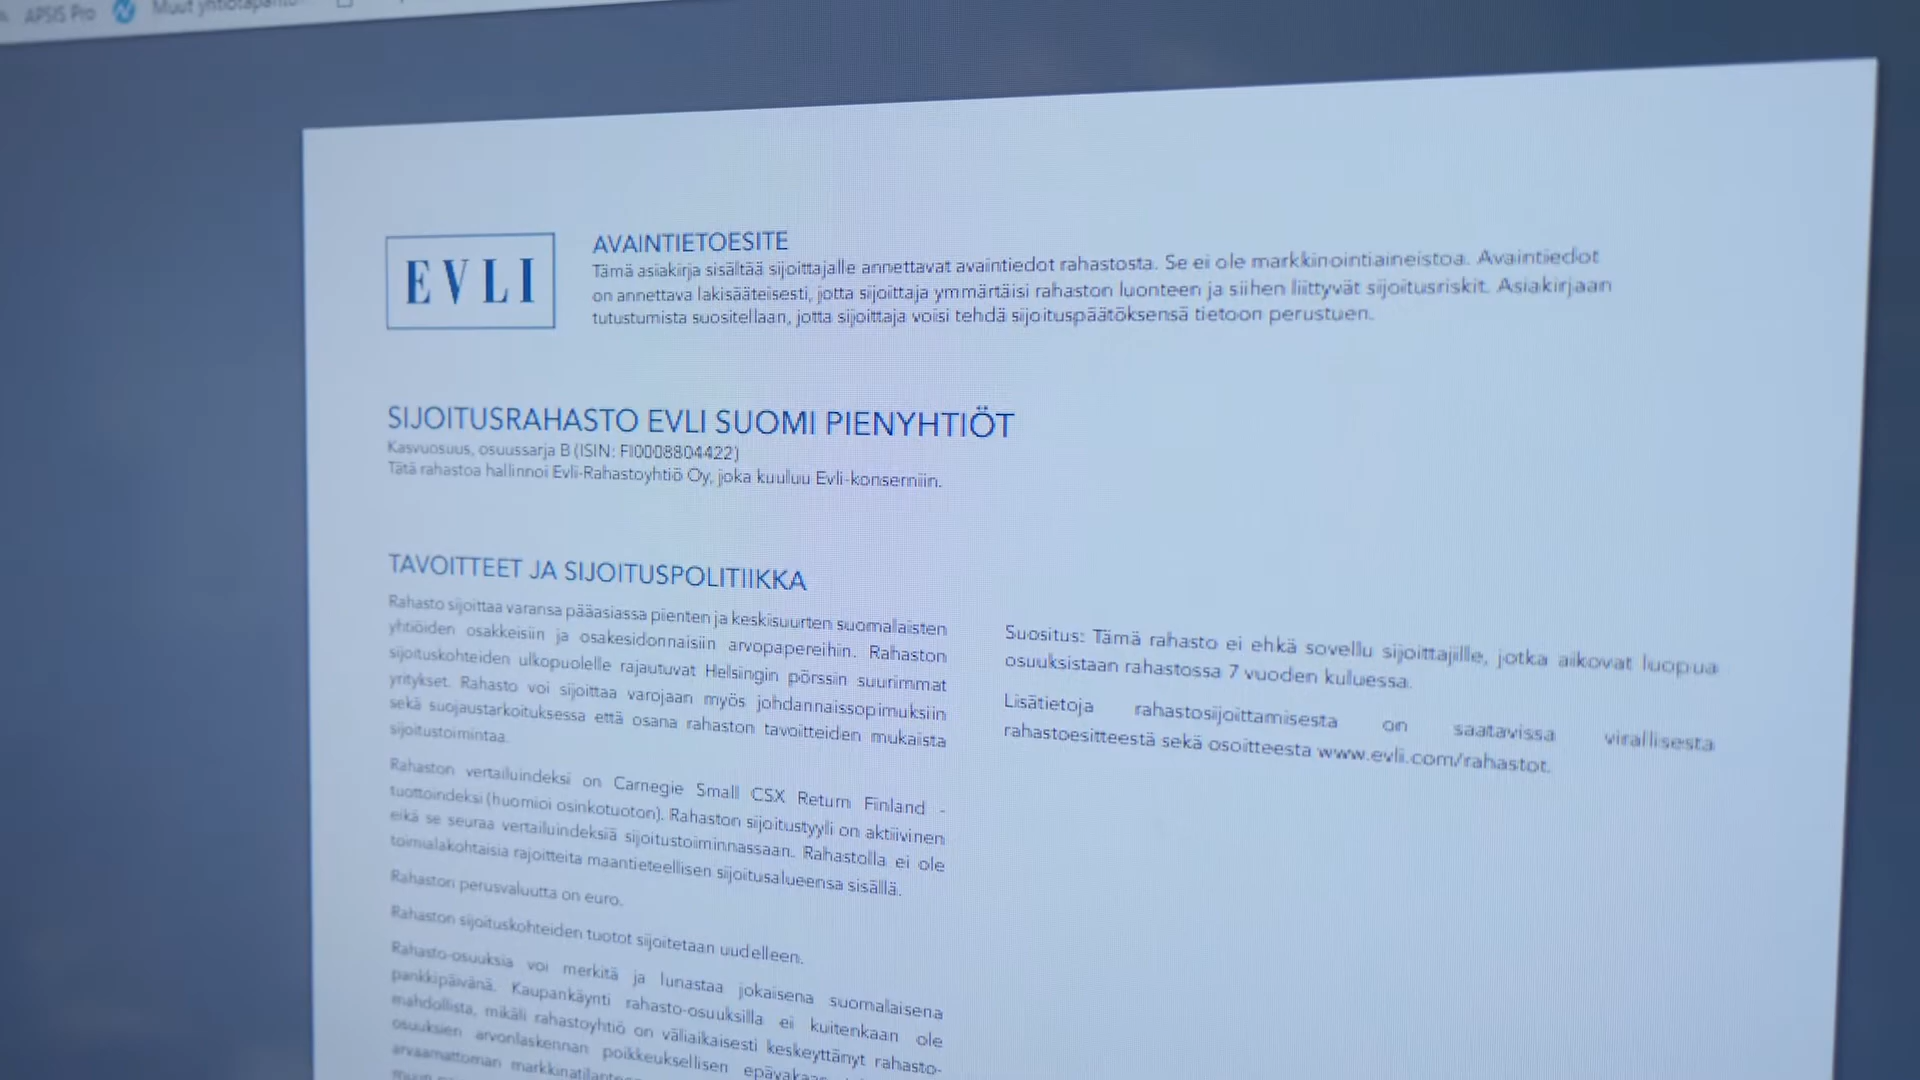 APSIS Pro
Muut yhtiötapahtu
EVLI
AVAINTIETOESITE
Tämä asiakirja sisältää sijoittajalle annettavat avaintiedot rahastosta. Se ei ole markkinointiaineistoa. Avaintiedot
on annettava lakisääteisesti, jotta sijoittaja ymmärtäisi rahaston luonteen ja siihen liittyvät sijoitusriskit. Asiakirjaan
tutustumista suositellaan, jotta sijoittaja voisi tehdä sijoituspäätöksensä tietoon perustuen.
SIJOITUSRAHASTO EVLI SUOMI PIENYHTIÖT
Kasvuosuus, osuussarja B (ISIN: FI0008804422)
Tätä rahastoa hallinnoi Evli-Rahastoyhtiö Oy, joka kuuluu Evli-konserniin.
TAVOITTEET JA SIJOITUSPOLITIIKKA
Rahasto sijoittaa varansa pääasiassa pienten ja keskisuurten suomalaisten
yhtiöiden osakkeisiin ja osakesidonnaisiin arvopapereihin. Rahaston
sijoituskohteiden ulkopuolelle rajautuvat Helsingin pörssin suurimmat
yritykset. Rahasto voi sijoittaa varojaan myös johdannaissopimuksiin
sekä suojaustarkoituksessa että osana rahaston tavoitteiden mukaista
sijoitustoimintaa.
Rahaston vertailuindeksi on Carnegie Small CSX Return Finland -
tuottoindeksi (huomioi osinkotuoton). Rahaston sijoitustyyli on aktiivinen
eikä se seuraa vertailuindeksiä sijoitustoiminnassaan. Rahastolla ei ole
toimialakohtaisia rajoitteita maantieteellisen sijoitusalueensa sisällä.
Rahaston perusvaluutta on euro.
Rahaston sijoituskohteiden tuotot sijoitetaan uudelleen.
Rahasto-osuuksia voi merkitä ja lunastaa jokaisena suomalaisena
pankkipäivänä. Kaupankäynti rahasto-osuuksilla ei kuitenkaan ole
mahdollista, mikäli rahastoyhtiö on väliaikaisesti keskeyttänyt rahasto-
osuuksien arvonlaskennan poikkeuksellisen
arvaamattoman
Suositus: Tämä rahasto ei ehkä sovellu sijoittajille, jotka aikovat luopua
osuuksistaan rahastossa 7 vuoden kuluessa.
Lisätietoja rahastosijoittamisesta on saatavissa virallisesta
rahastoesitteestä sekä osoitteesta www.evli.com/rahastot.